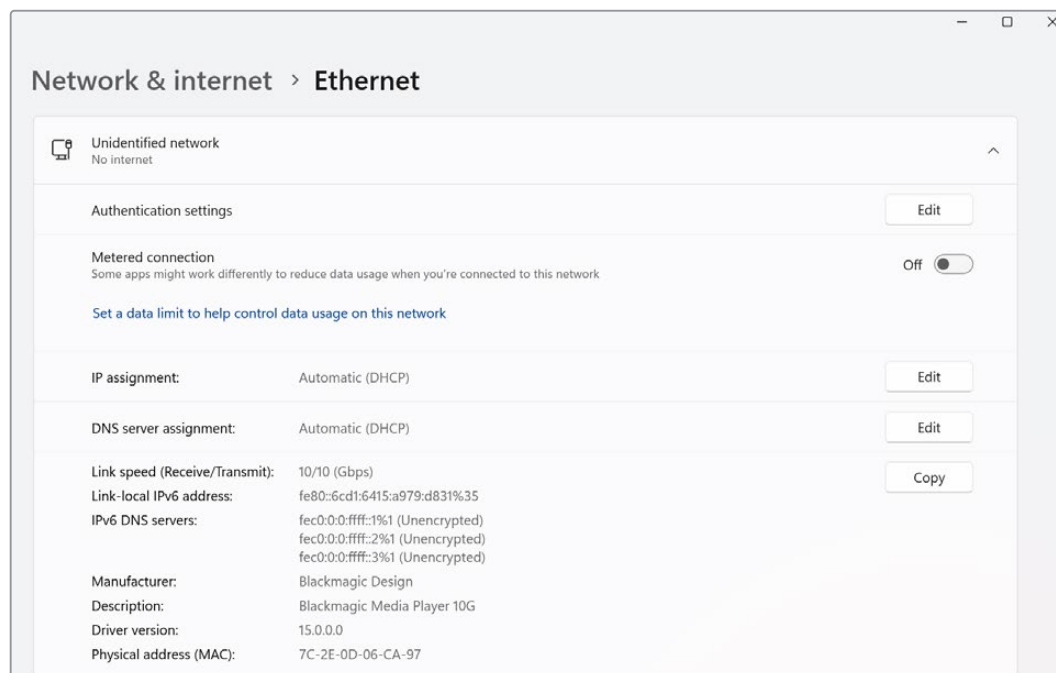 Network & internet > Ethernet
Unidentified network
No internet
Authentication settings Edit
Metered connection
Some apps might work differently to reduce data usage when you're connected to this network
Off
Set a data limit to help control data usage on this network
IP assignment: Automatic (DHCP) Edit
DNS server assignment: Automatic (DHCP) Edit
Link speed (Receive/Transmit): 10/10 (Gbps) Copy
Link-local IPv6 address: fe80::6cd1:6415:a979:d831%35
IPv6 DNS servers: fec0:0:0:ffff::1%1 (Unencrypted)
fec0:0:0:ffff::2%1 (Unencrypted)
fec0:0:0:ffff::3%1 (Unencrypted)
Manufacturer: Blackmagic Design
Description: Blackmagic Media Player 10G
Driver version: 15.0.0.0
Physical address (MAC): 7C-2E-0D-06-CA-97